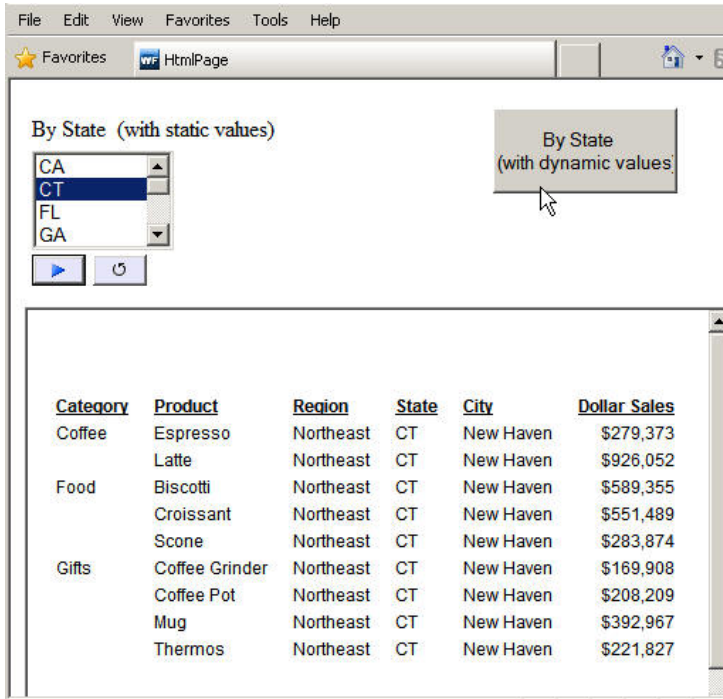 File Edit View Favorites Tools Help
Favorites WF HtmlPage
By State (with static values)
By State
(with dynamic values)
CA
CT
FL
GA
Category Product Region State City Dollar Sales
Coffee Espresso Northeast CT New Haven $279,373
Latte Northeast CT New Haven $926,052
Food Biscotti Northeast CT New Haven $589,355
Croissant Northeast CT New Haven $551,489
Scone Northeast CT New Haven $283,874
Gifts Coffee Grinder Northeast CT New Haven $169,908
Coffee Pot Northeast CT New Haven $208,209
Mug Northeast CT New Haven $392,967
Thermos Northeast CT New Haven $221,827